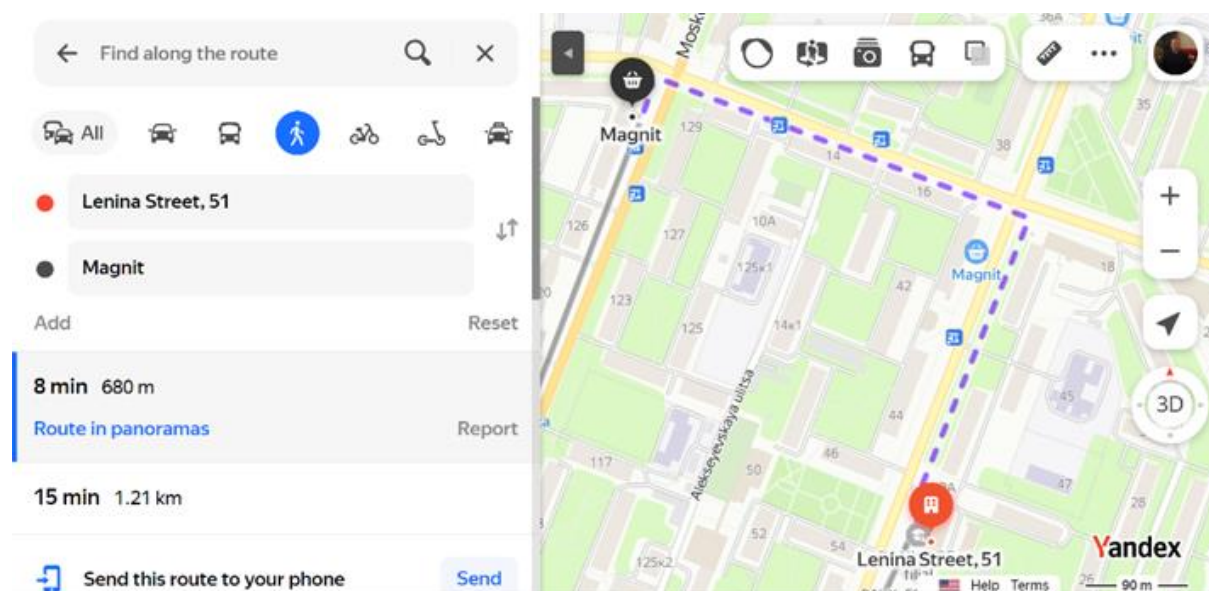 Find along the route
All
Lenina Street, 51
Magnit
Add
Reset
8 min 680 m
Route in panoramas
Report
15 min 1.21 km
Send this route to your phone
Send
36A
35
Magnit
129
14
38
16
126
127
10A
125к1
Magnit
18
42
123
125
14к1
45
3D
Alekseyevskaya ulitsa
44
46
117
50
47
28
52
54
Lenina Street, 51
125к2
Yandex
filial
Help Terms
26
90 m